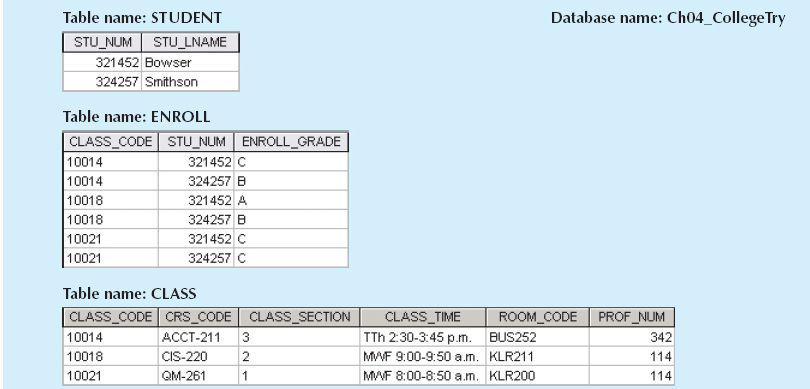 Table name: STUDENT Database name: Ch04_CollegeTry
STU_NUM STU_LNAME
321452 Bowser
324257 Smithson
Table name: ENROLL
CLASS_CODE STU_NUM ENROLL_GRADE
10014 321452 C
10014 324257 B
10018 321452 A
10018 324257 B
10021 321452 C
10021 324257 C
Table name: CLASS
CLASS_CODE CRS_CODE CLASS_SECTION CLASS_TIME ROOM_CODE PROF_NUM
10014 ACCT-211 3 TTh 2:30-3:45 p.m. BUS252 342
10018 CIS-220 2 MWF 9:00-9:50 a.m. KLR211 114
10021 QM-261 1 MWF 8:00-8:50 a.m. KLR200 114